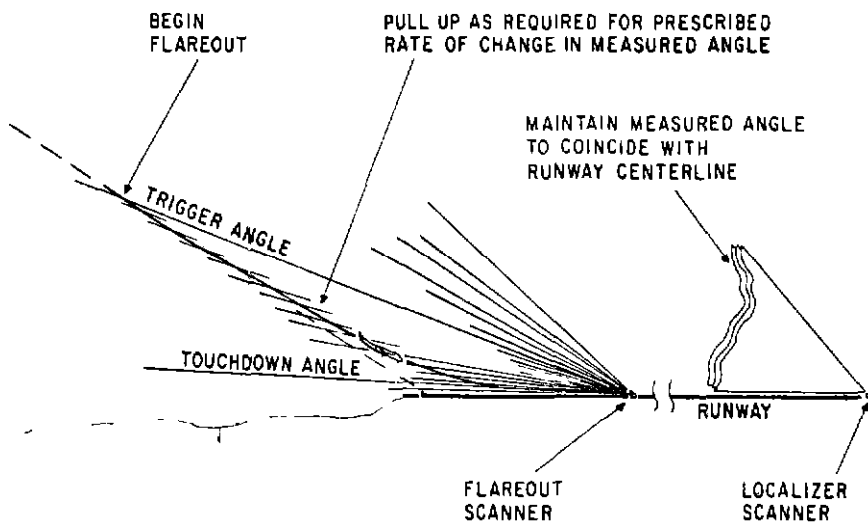 BEGIN
FLAREOUT
PULL UP AS REQUIRED FOR PRESCRIBED
RATE OF CHANGE IN MEASURED ANGLE
MAINTAIN MEASURED ANGLE
TO COINCIDE WITH
RUNWAY CENTERLINE
TRIGGER ANGLE
TOUCHDOWN ANGLE
RUNWAY
FLAREOUT
SCANNER
LOCALIZER
SCANNER